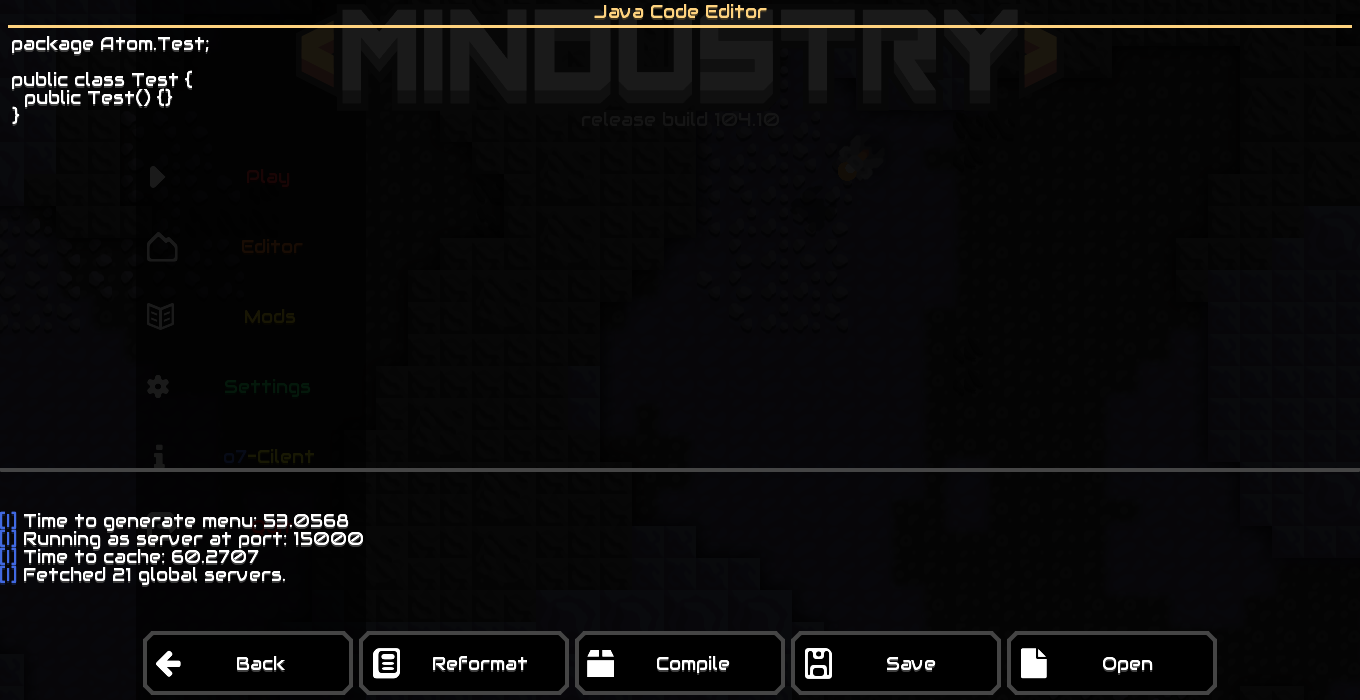 Java Code Editor
MINDUSTRY
package Atom.Test;
public class Test {
public Test() {}
}
release build 104.10
Play
Editor
Mods
Settings
o7-Cilent
[I] Time to generate menu: 53.0568
[I] Running as server at port: 15000
[I] Time to cache: 60.2707
[I] Fetched 21 global servers.
Back
Reformat
Compile
Save
Open